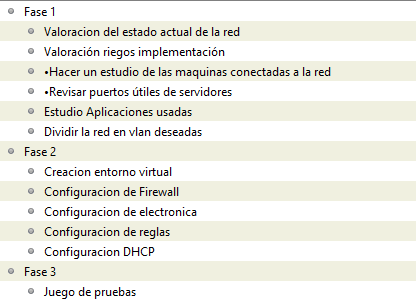 Fase 1
Valoracion del estado actual de la red
Valoración riegos implementación
•Hacer un estudio de las maquinas conectadas a la red
•Revisar puertos útiles de servidores
Estudio Aplicaciones usadas
Dividir la red en vlan deseadas
Fase 2
Creacion entorno virtual
Configuracion de Firewall
Configuracion de electronica
Configuracion de reglas
Configuracion DHCP
Fase 3
Juego de pruebas